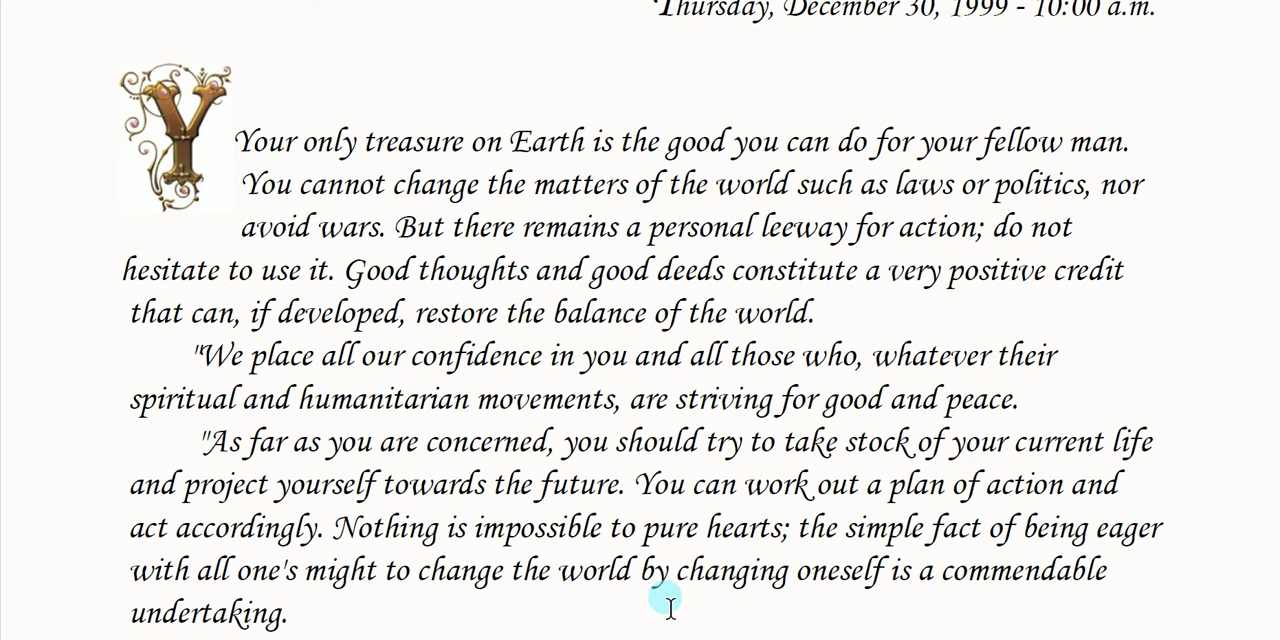 Thursday, December 30, 1999 - 10:00 a.m.
Y
Your only treasure on Earth is the good you can do for your fellow man.
You cannot change the matters of the world such as laws or politics, nor
avoid wars. But there remains a personal leeway for action; do not
hesitate to use it. Good thoughts and good deeds constitute a very positive credit
that can, if developed, restore the balance of the world.
"We place all our confidence in you and all those who, whatever their
spiritual and humanitarian movements, are striving for good and peace.
"As far as you are concerned, you should try to take stock of your current life
and project yourself towards the future. You can work out a plan of action and
act accordingly. Nothing is impossible to pure hearts; the simple fact of being eager
with all one's might to change the world by changing oneself is a commendable
undertaking.